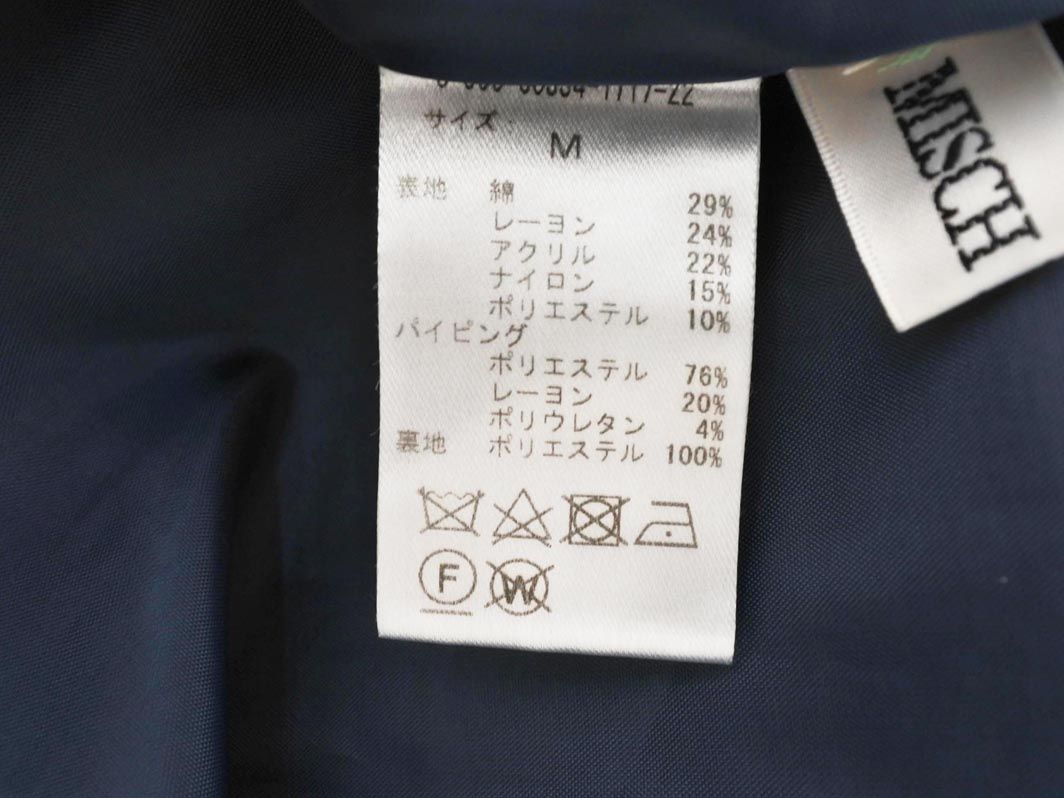 サイズ:
M
表地 綿 29%
レーヨン 24%
アクリル 22%
ナイロン 15%
ポリエステル 10%
パイピング
ポリエステル 76%
レーヨン 20%
ポリウレタン 4%
裏地 ポリエステル 100%
F W
MISCH